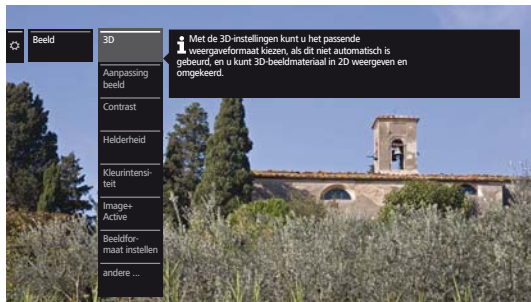 Beeld
3D
Met de 3D-instellingen kunt u het passende
weergaveformaat kiezen, als dit niet automatisch is
gebeurd, en u kunt 3D-beeldmateriaal in 2D weergeven en
omgekeerd.
Aanpassing
beeld
Contrast
Helderheid
Kleurintensi-
teit
Image+
Active
Beeldfor-
maat instellen
andere ...